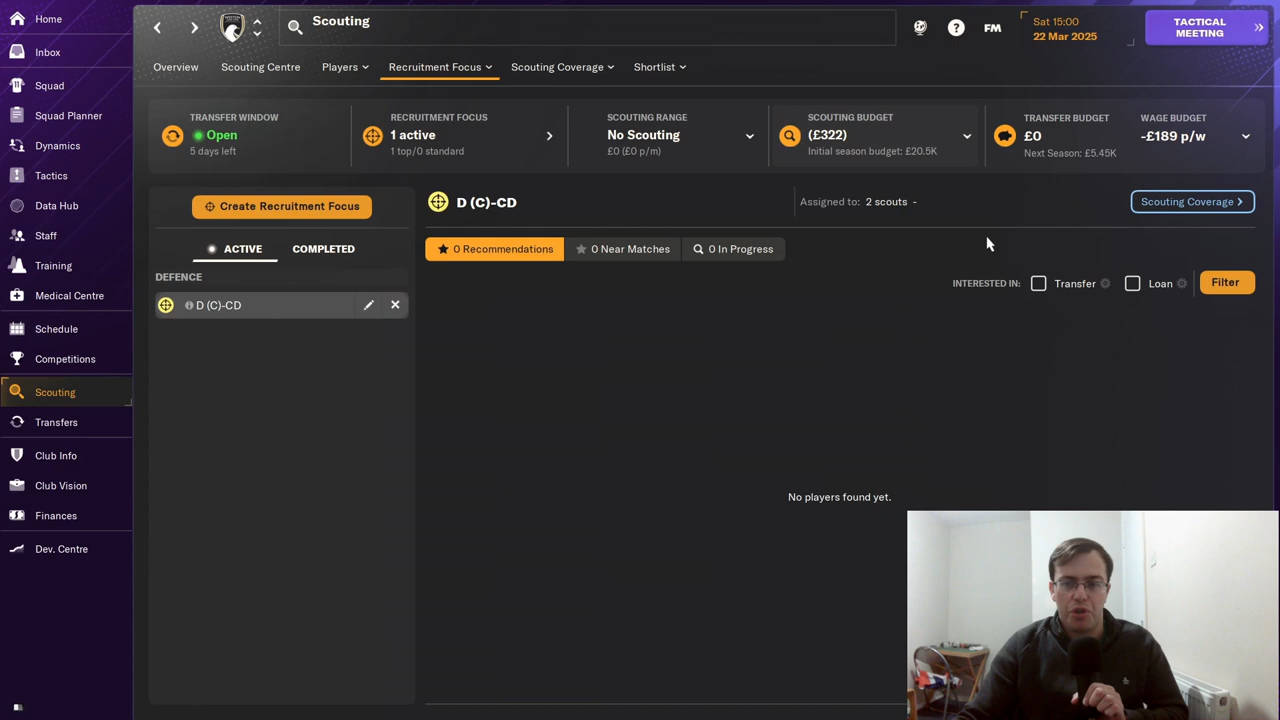 Home
Inbox
Squad
Squad Planner
Dynamics
Tactics
Data Hub
Staff
Training
Medical Centre
Schedule
Competitions
Scouting
Transfers
Club Info
Club Vision
Finances
Dev. Centre
Scouting
FM
Sat 15:00
22 Mar 2025
TACTICAL
MEETING
Overview
Scouting Centre
Players
Recruitment Focus
Scouting Coverage
Shortlist
TRANSFER WINDOW
Open
5 days left
RECRUITMENT FOCUS
1 active
1 top/0 standard
SCOUTING RANGE
No Scouting
£0 (£0 p/m)
SCOUTING BUDGET
(£322)
Initial season budget: £20.5K
TRANSFER BUDGET
£0
Next Season: £5.45K
WAGE BUDGET
-£189 p/w
Create Recruitment Focus
ACTIVE
COMPLETED
DEFENCE
D (C)-CD
D (C)-CD
Assigned to: 2 scouts -
Scouting Coverage
0 Recommendations
0 Near Matches
0 In Progress
INTERESTED IN:
Transfer
Loan
Filter
No players found yet.